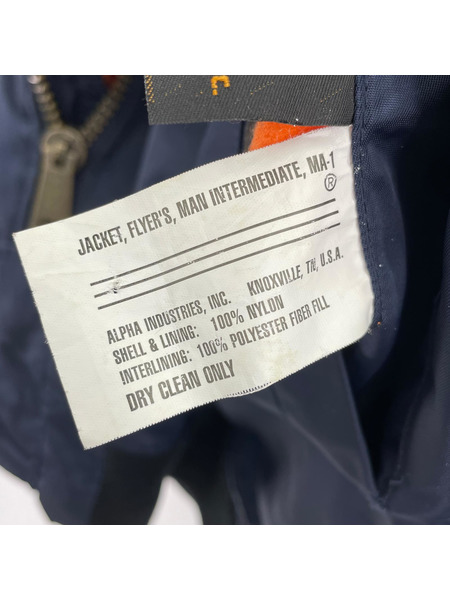 C
JACKET, FLYER'S, MAN INTERMEDIATE, MA-1
®
ALPHA INDUSTRIES, INC. KNOXVILLE, TN, U.S.A.
SHELL & LINING: 100% NYLON
INTERLINING: 100% POLYESTER FIBER FILL
DRY CLEAN ONLY